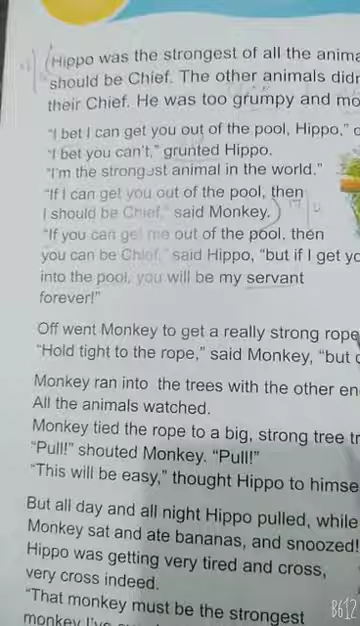 Hippo was the strongest of all the anima
should be Chief. The other animals didn
their Chief. He was too grumpy and mo
"I bet I can get you out of the pool, Hippo," c
"I bet you can't," grunted Hippo.
"I'm the strongest animal in the world."
"If I can get you out of the pool, then
I should be Chief," said Monkey.
"If you can get me out of the pool, then
you can be Chief," said Hippo, "but if I get yo
into the pool, you will be my servant
forever!"
Off went Monkey to get a really strong rope
"Hold tight to the rope," said Monkey, "but
Monkey ran into the trees with the other en
All the animals watched.
Monkey tied the rope to a big, strong tree tr
"Pull!" shouted Monkey. "Pull!"
"This will be easy," thought Hippo to himse
But all day and all night Hippo pulled, while
Monkey sat and ate bananas, and snoozed!
Hippo was getting very tired and cross,
very cross indeed.
"That monkey must be the strongest
monkey I've
B612